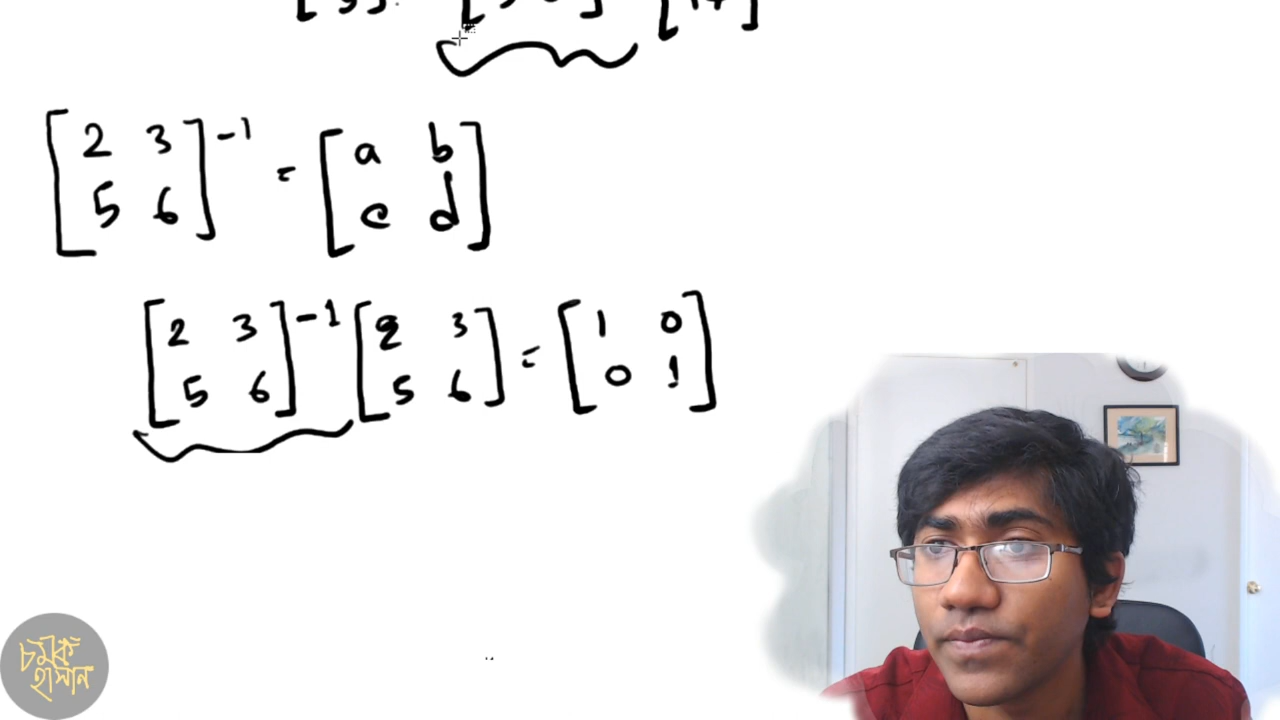 [2 3
5 6]⁻¹ = [a b
c d]
[2 3
5 6]⁻¹ [2 3
5 6] = [1 0
0 1]
চমক
হাসান